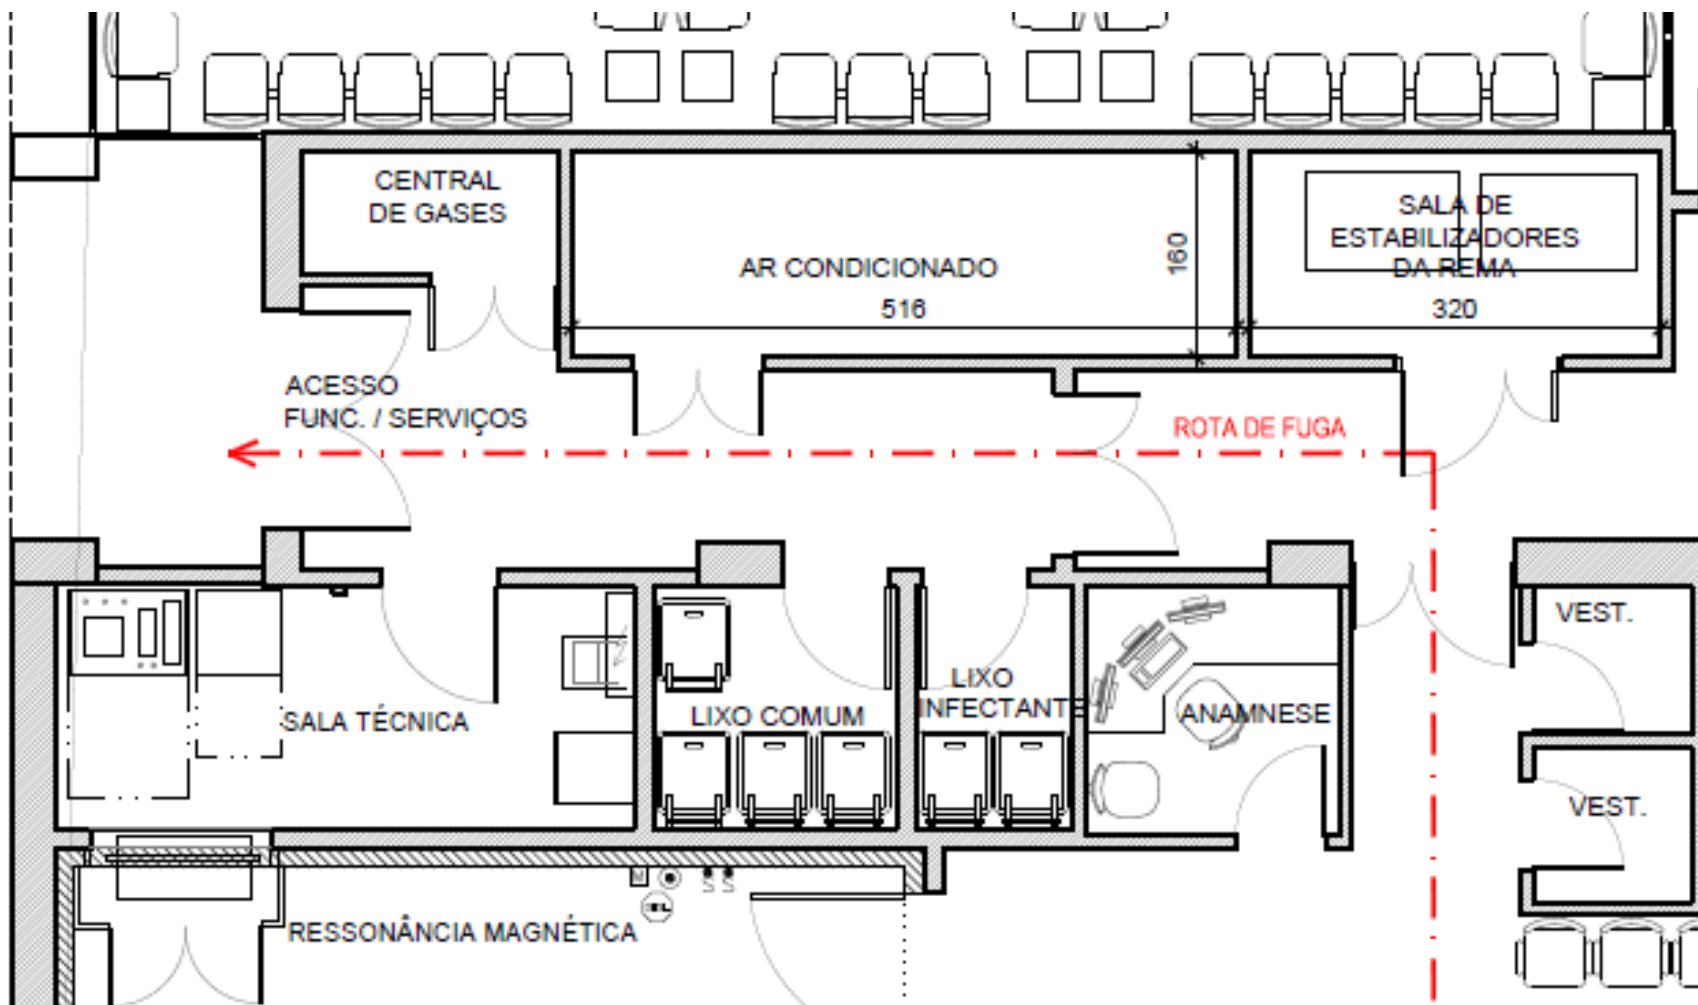 CENTRAL
DE GASES
AR CONDICIONADO
516
160
SALA DE
ESTABILIZADORES
DA REMA
320
ACESSO
FUNC. / SERVIÇOS
ROTA DE FUGA
SALA TÉCNICA
LIXO COMUM
LIXO
INFECTANTE
ANAMNESE
VEST.
VEST.
RESSONÂNCIA MAGNÉTICA
M